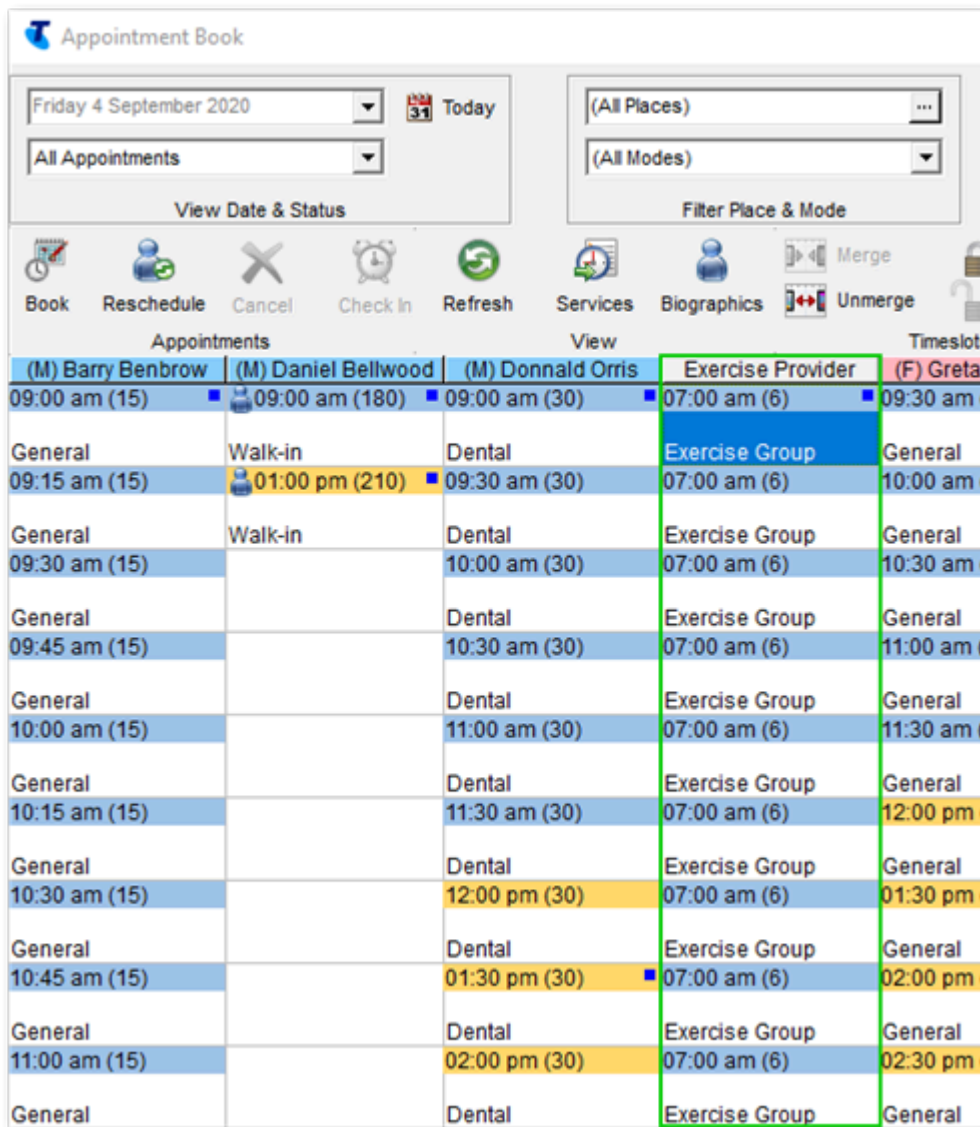 Appointment Book
Friday 4 September 2020 31 Today (All Places) ...
All Appointments (All Modes)
View Date & Status Filter Place & Mode
Merge
Book Reschedule Cancel Check In Refresh Services Biographics Unmerge
Appointments View Timeslot
(M) Barry Benbrow (M) Daniel Bellwood (M) Donnald Orris Exercise Provider (F) Greta
09:00 am (15) 09:00 am (180) 09:00 am (30) 07:00 am (6) 09:30 am
General Walk-in Dental Exercise Group General
09:15 am (15) 01:00 pm (210) 09:30 am (30) 07:00 am (6) 10:00 am
General Walk-in Dental Exercise Group General
09:30 am (15) 10:00 am (30) 07:00 am (6) 10:30 am
General Dental Exercise Group General
09:45 am (15) 10:30 am (30) 07:00 am (6) 11:00 am (
General Dental Exercise Group General
10:00 am (15) 11:00 am (30) 07:00 am (6) 11:30 am (
General Dental Exercise Group General
10:15 am (15) 11:30 am (30) 07:00 am (6) 12:00 pm
General Dental Exercise Group General
10:30 am (15) 12:00 pm (30) 07:00 am (6) 01:30 pm
General Dental Exercise Group General
10:45 am (15) 01:30 pm (30) 07:00 am (6) 02:00 pm
General Dental Exercise Group General
11:00 am (15) 02:00 pm (30) 07:00 am (6) 02:30 pm
General Dental Exercise Group General